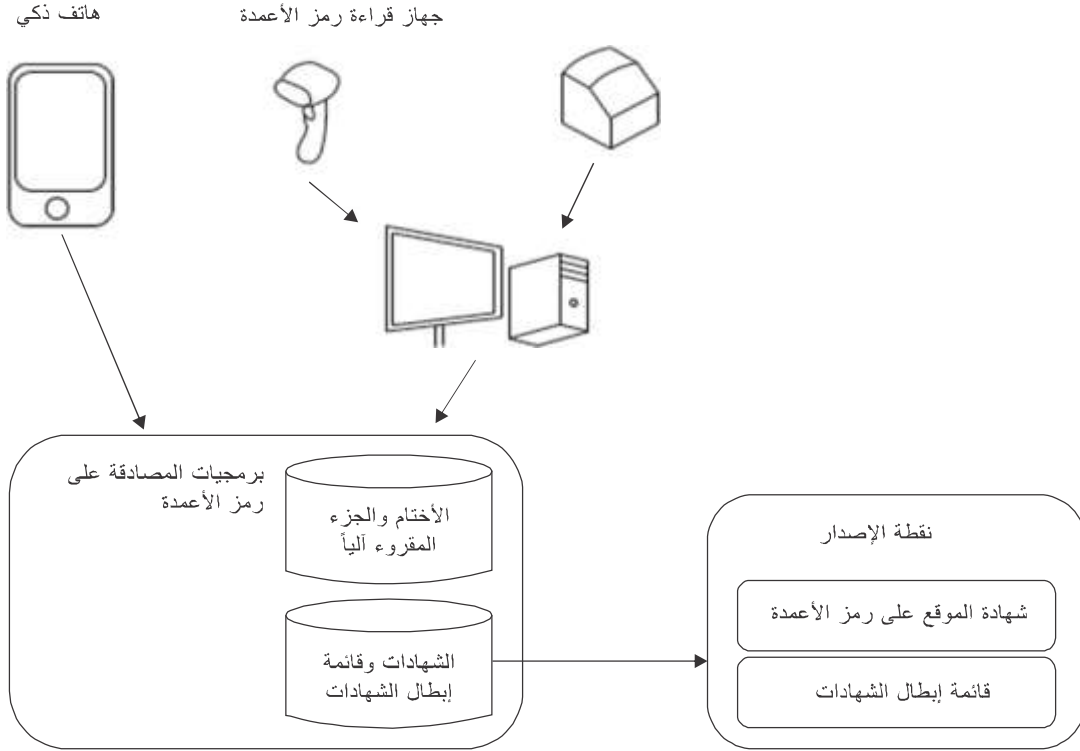 جهاز قراءة رمز الأعمدة
هاتف ذكي
برمجيات المصادقة على
رمز الأعمدة
الأختام والجزء
المقروء آلياً
الشهادات وقائمة
إبطال الشهادات
نقطة الإصدار
شهادة الموقع على رمز الأعمدة
قائمة إبطال الشهادات